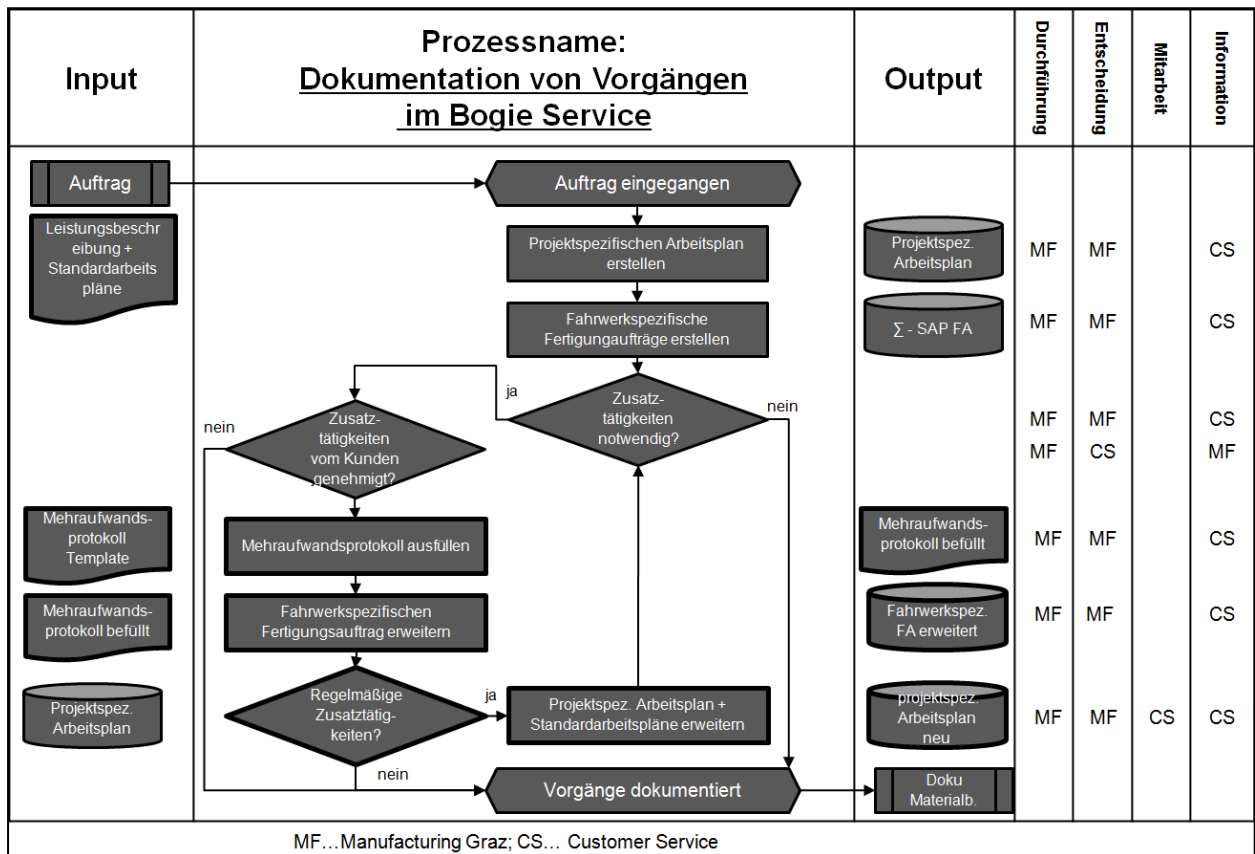 Input
Prozessname:
Dokumentation von Vorgängen
im Bogie Service
Output
Durchführung
Entscheidung
Mitarbeit
Information
Auftrag
Auftrag eingegangen
Leistungsbeschr
eibung +
Standardarbeits
pläne
Projektspezifischen Arbeitsplan
erstellen
Projektspez.
Arbeitsplan
MF
MF
CS
Fahrwerkspezifische
Fertigungaufträge erstellen
∑ - SAP FA
MF
MF
CS
ja
Zusatz-
tätigkeiten
notwendig?
nein
MF
MF
CS
nein
Zusatz-
tätigkeiten
vom Kunden
genehmigt?
MF
CS
MF
Mehraufwands-
protokoll
Template
Mehraufwandsprotokoll ausfüllen
Mehraufwands-
protokoll befüllt
MF
MF
CS
Mehraufwands-
protokoll befüllt
Fahrwerkspezifischen
Fertigungsauftrag erweitern
Fahrwerkspez.
FA erweitert
MF
MF
CS
Projektspez.
Arbeitsplan
Regelmäßige
Zusatztätig-
keiten?
ja
Projektspez. Arbeitsplan +
Standardarbeitspläne erweitern
projektspez.
Arbeitsplan
neu
MF
MF
CS
CS
nein
Vorgänge dokumentiert
Doku
Materialb.
MF…Manufacturing Graz; CS… Customer Service